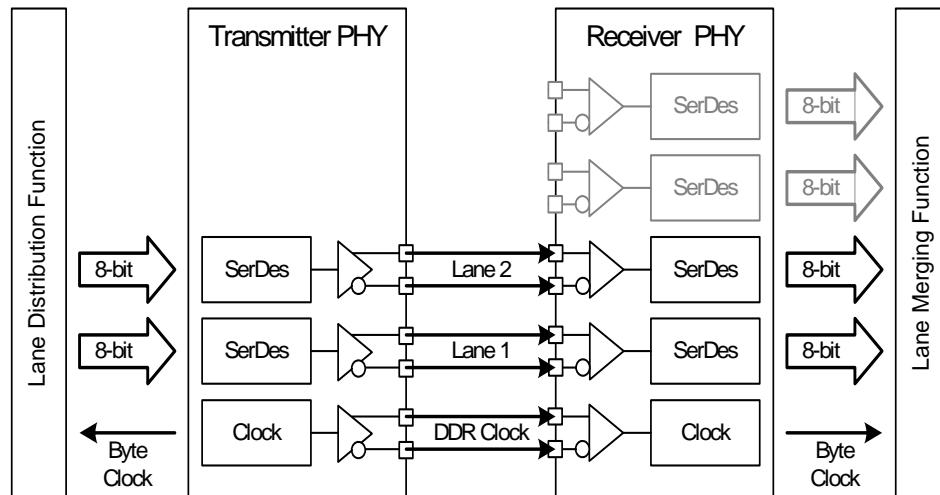 Transmitter PHY
Receiver PHY
SerDes
8-bit
SerDes
8-bit
8-bit
SerDes
Lane 2
SerDes
8-bit
8-bit
SerDes
Lane 1
SerDes
8-bit
Clock
DDR Clock
Clock
Byte
Clock
Byte
Clock
Lane Distribution Function
Lane Merging Function